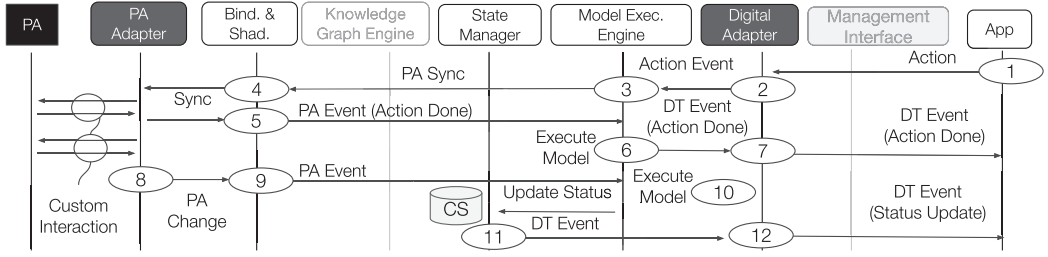 PA
PA
Adapter
Bind. &
Shad.
Knowledge
Graph Engine
State
Manager
Model Exec.
Engine
Digital
Adapter
Management
Interface
App
Action
1
Action Event
2
PA Sync
3
4
Sync
5
PA Event (Action Done)
DT Event
(Action Done)
DT Event
(Action Done)
Execute
Model
6
7
8
9
PA Event
PA
Change
Custom
Interaction
Execute
Model
10
Update Status
CS
DT Event
11
12
DT Event
(Status Update)